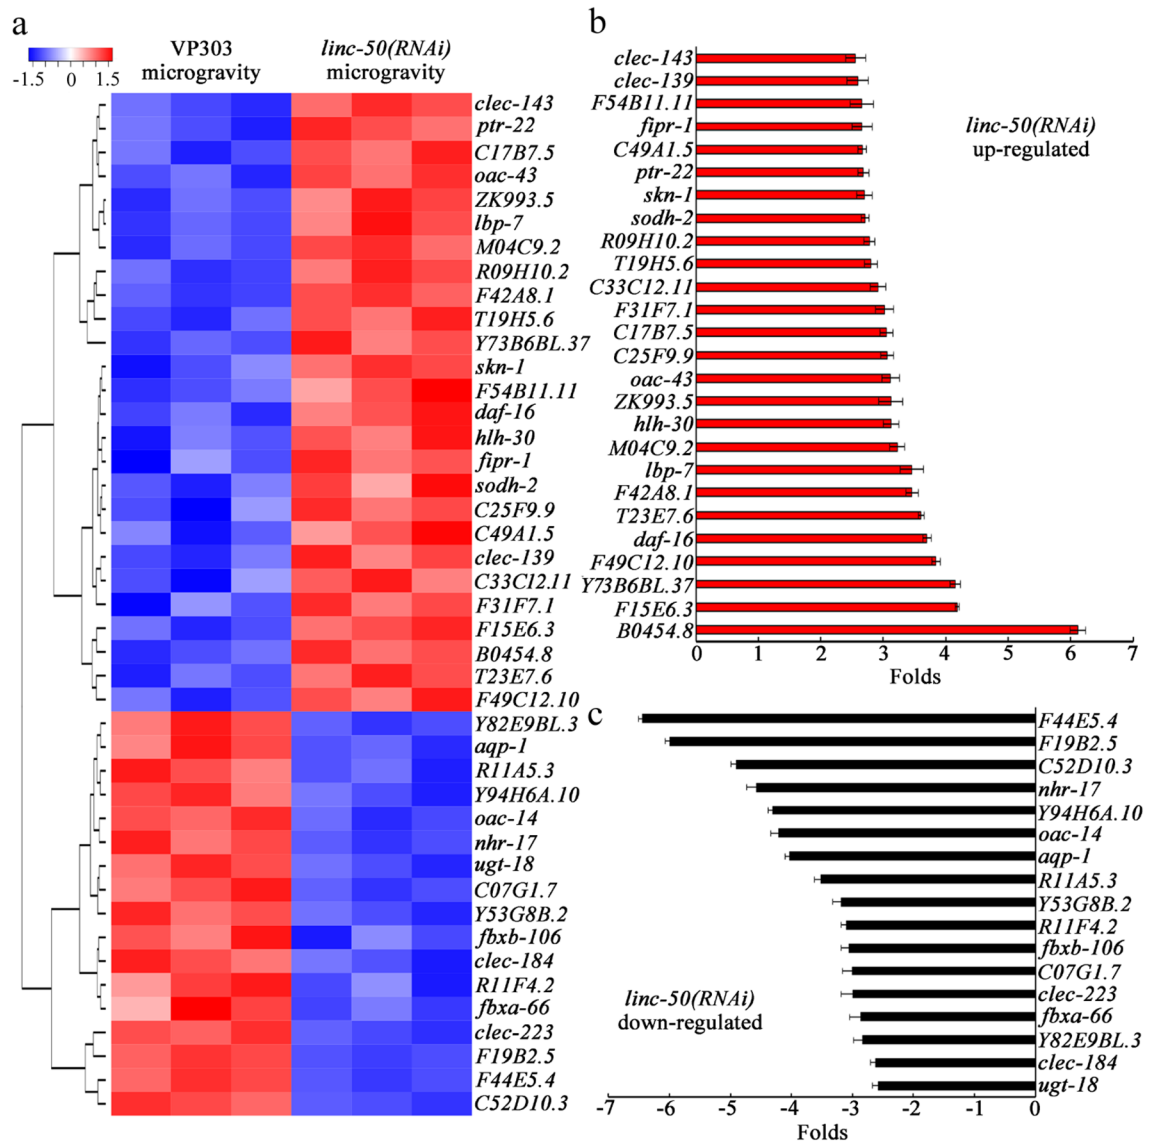 a
-1.5 0 1.5
VP303
microgravity
linc-50(RNAi)
microgravity
clec-143
ptr-22
C17B7.5
oac-43
ZK993.5
lbp-7
M04C9.2
R09H10.2
F42A8.1
T19H5.6
Y73B6BL.37
skn-1
F54B11.11
daf-16
hlh-30
fipr-1
sodh-2
C25F9.9
C49A1.5
clec-139
C33C12.11
F31F7.1
F15E6.3
B0454.8
T23E7.6
F49C12.10
Y82E9BL.3
aqp-1
R11A5.3
Y94H6A.10
oac-14
nhr-17
ugt-18
C07G1.7
Y53G8B.2
fbxb-106
clec-184
R11F4.2
fbxa-66
clec-223
F19B2.5
F44E5.4
C52D10.3
b
clec-143
clec-139
F54B11.11
fipr-1
C49A1.5
ptr-22
skn-1
sodh-2
R09H10.2
T19H5.6
C33C12.11
F31F7.1
C17B7.5
C25F9.9
oac-43
ZK993.5
hlh-30
M04C9.2
lbp-7
F42A8.1
T23E7.6
daf-16
F49C12.10
Y73B6BL.37
F15E6.3
B0454.8
linc-50(RNAi)
up-regulated
0 1 2 3 4 5 6 7
Folds
c
F44E5.4
F19B2.5
C52D10.3
nhr-17
Y94H6A.10
oac-14
aqp-1
R11A5.3
Y53G8B.2
R11F4.2
fbxb-106
C07G1.7
clec-223
fbxa-66
Y82E9BL.3
clec-184
ugt-18
linc-50(RNAi)
down-regulated
-7 -6 -5 -4 -3 -2 -1 0
Folds